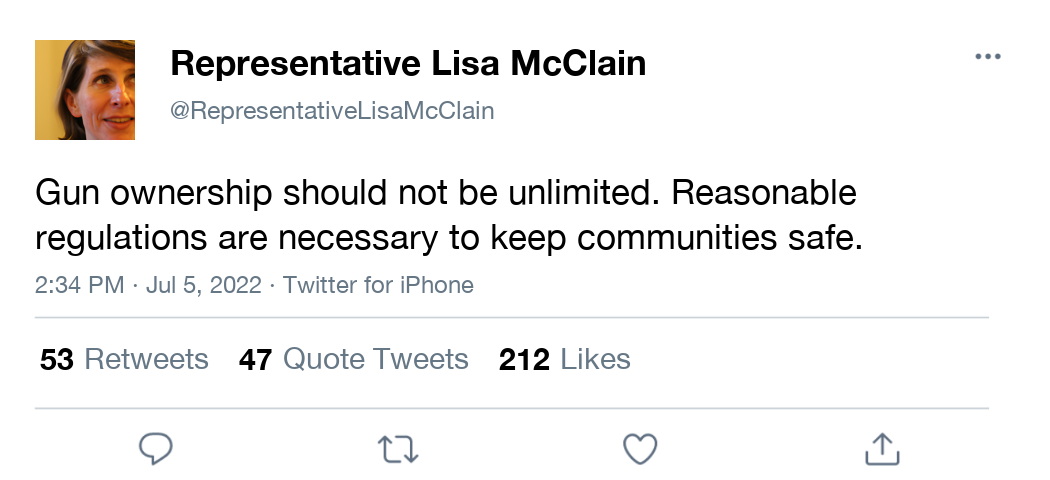 Representative Lisa McClain
@RepresentativeLisaMcClain
Gun ownership should not be unlimited. Reasonable
regulations are necessary to keep communities safe.
2:34 PM · Jul 5, 2022 · Twitter for iPhone
53 Retweets 47 Quote Tweets 212 Likes